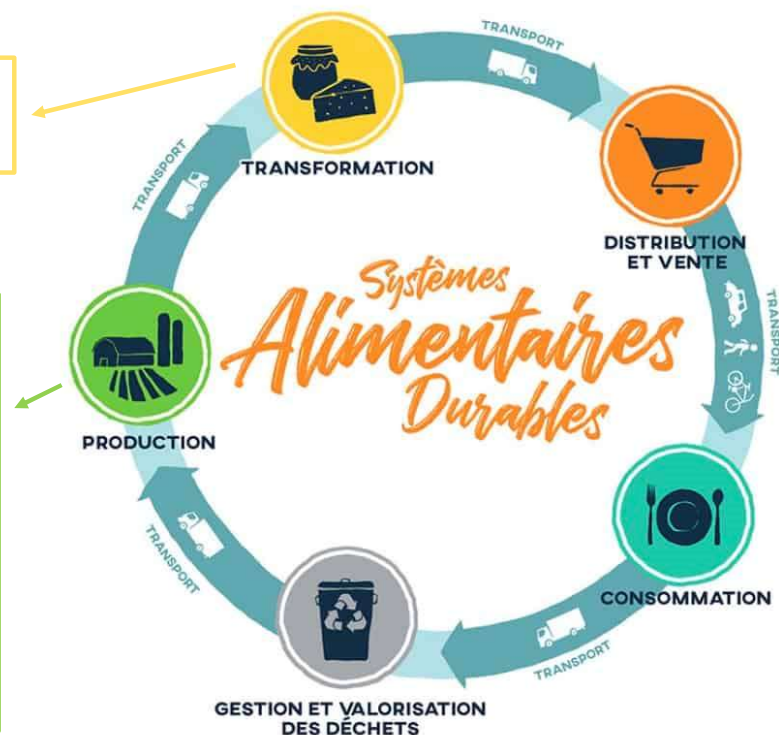 TRANSPORT
TRANSFORMATION
TRANSPORT
DISTRIBUTION
ET VENTE
TRANSPORT
Systèmes
Alimentaires
Durables
PRODUCTION
CONSOMMATION
TRANSPORT
TRANSPORT
GESTION ET VALORISATION
DES DÉCHETS